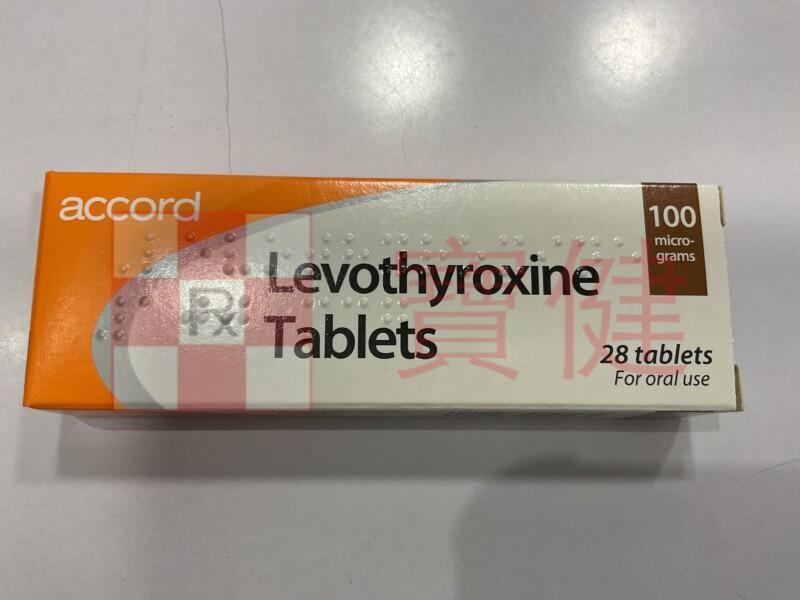 accord
100
micro-
grams
Levothyroxine
Rx
Tablets
寶健
28 tablets
For oral use